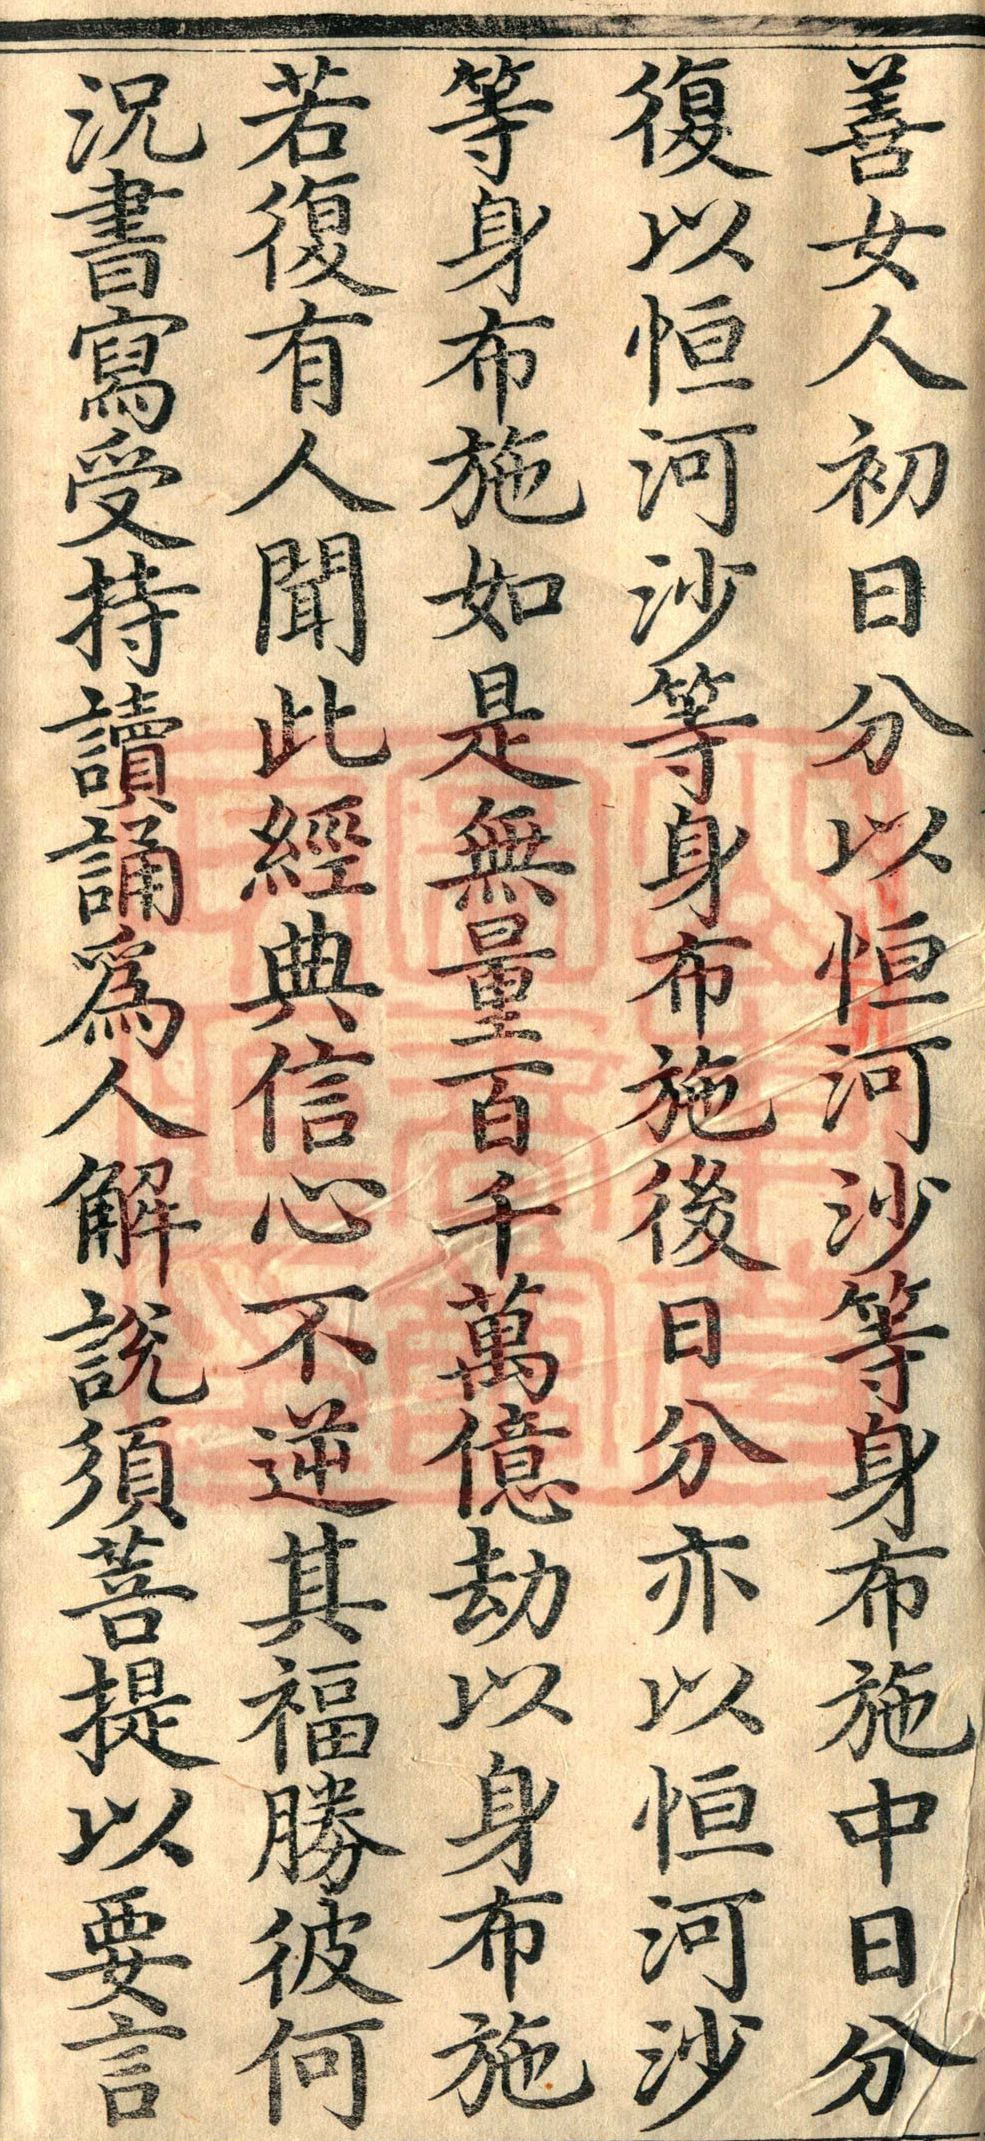 善女人初日分以恒河沙等身布施中日分
復以恒河沙等身布施後日分亦以恒河沙
等身布施如是無量百千萬億劫以身布施
若復有人聞此經典信心不逆其福勝彼何
況書寫受持讀誦爲人解說須菩提以要言